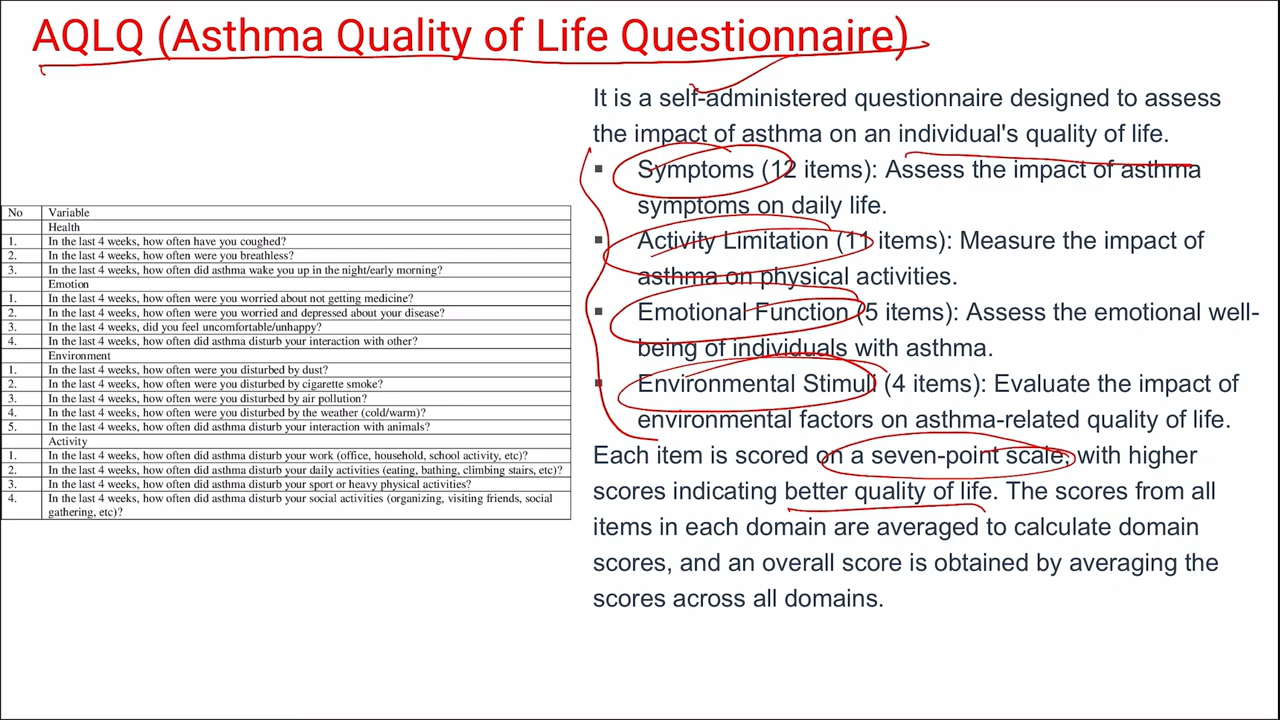 AQLQ (Asthma Quality of Life Questionnaire)
No Variable
Health
1. In the last 4 weeks, how often have you coughed?
2. In the last 4 weeks, how often were you breathless?
3. In the last 4 weeks, how often did asthma wake you up in the night/early morning?
Emotion
1. In the last 4 weeks, how often were you worried about not getting medicine?
2. In the last 4 weeks, how often were you worried and depressed about your disease?
3. In the last 4 weeks, did you feel uncomfortable/unhappy?
4. In the last 4 weeks, how often did asthma disturb your interaction with other?
Environment
1. In the last 4 weeks, how often were you disturbed by dust?
2. In the last 4 weeks, how often were you disturbed by cigarette smoke?
3. In the last 4 weeks, how often were you disturbed by air pollution?
4. In the last 4 weeks, how often were you disturbed by the weather (cold/warm)?
5. In the last 4 weeks, how often did asthma disturb your interaction with animals?
Activity
1. In the last 4 weeks, how often did asthma disturb your work (office, household, school activity, etc)?
2. In the last 4 weeks, how often did asthma disturb your daily activities (eating, bathing, climbing stairs, etc)?
3. In the last 4 weeks, how often did asthma disturb your sport or heavy physical activities?
4. In the last 4 weeks, how often did asthma disturb your social activities (organizing, visiting friends, social
gathering, etc)?
It is a self-administered questionnaire designed to assess
the impact of asthma on an individual's quality of life.
▪ Symptoms (12 items): Assess the impact of asthma
symptoms on daily life.
▪ Activity Limitation (11 items): Measure the impact of
asthma on physical activities.
▪ Emotional Function (5 items): Assess the emotional well-
being of individuals with asthma.
▪ Environmental Stimuli (4 items): Evaluate the impact of
environmental factors on asthma-related quality of life.
Each item is scored on a seven-point scale, with higher
scores indicating better quality of life. The scores from all
items in each domain are averaged to calculate domain
scores, and an overall score is obtained by averaging the
scores across all domains.